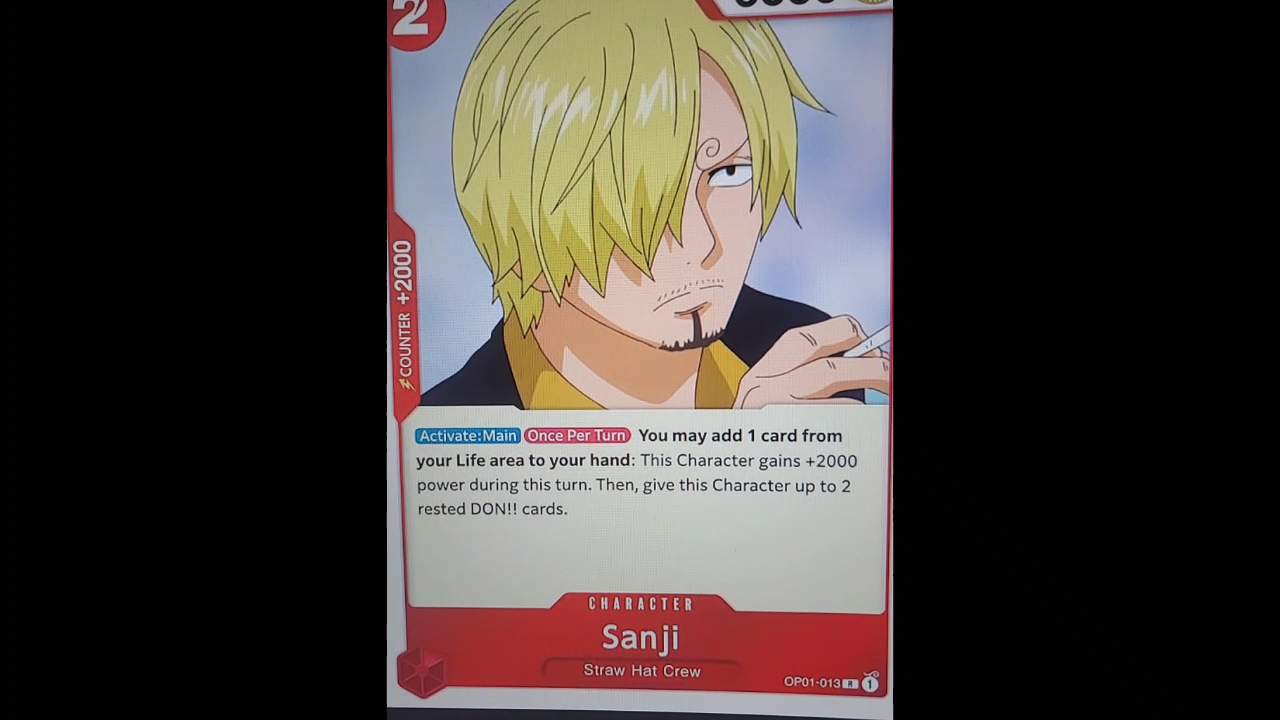 2
COUNTER +2000
Activate:Main Once Per Turn You may add 1 card from
your Life area to your hand: This Character gains +2000
power during this turn. Then, give this Character up to 2
rested DON!! cards.
CHARACTER
Sanji
Straw Hat Crew
OP01-013 R 1